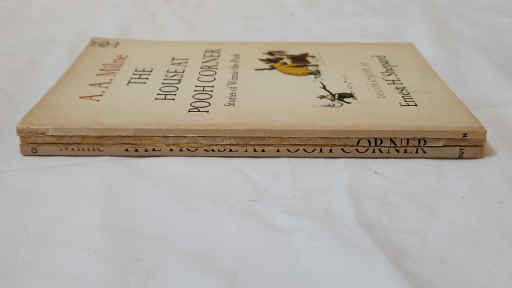 A. A. Milne
THE
HOUSE AT
POOH CORNER
Stories of Winnie-the-Pooh
Ernest H. Shepard
Milne THE HOUSE AT POOH CORNER